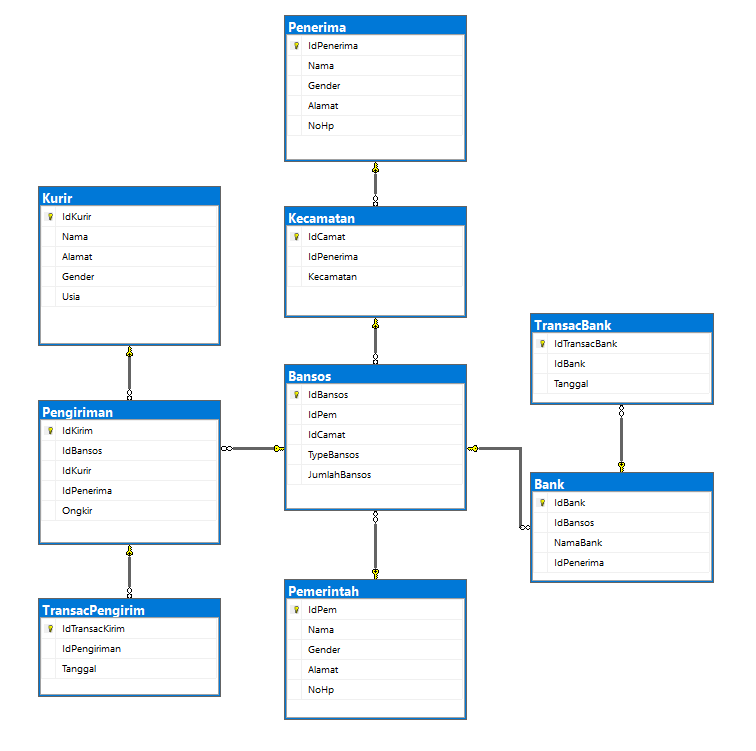 Penerima
IdPenerima
Nama
Gender
Alamat
NoHp
Kurir
IdKurir
Nama
Alamat
Gender
Usia
Kecamatan
IdCamat
IdPenerima
Kecamatan
TransacBank
IdTransacBank
IdBank
Tanggal
Bansos
IdBansos
IdPem
IdCamat
TypeBansos
JumlahBansos
Pengiriman
IdKirim
IdBansos
IdKurir
IdPenerima
Ongkir
Bank
IdBank
IdBansos
NamaBank
IdPenerima
Pemerintah
IdPem
Nama
Gender
Alamat
NoHp
TransacPengirim
IdTransacKirim
IdPengiriman
Tanggal